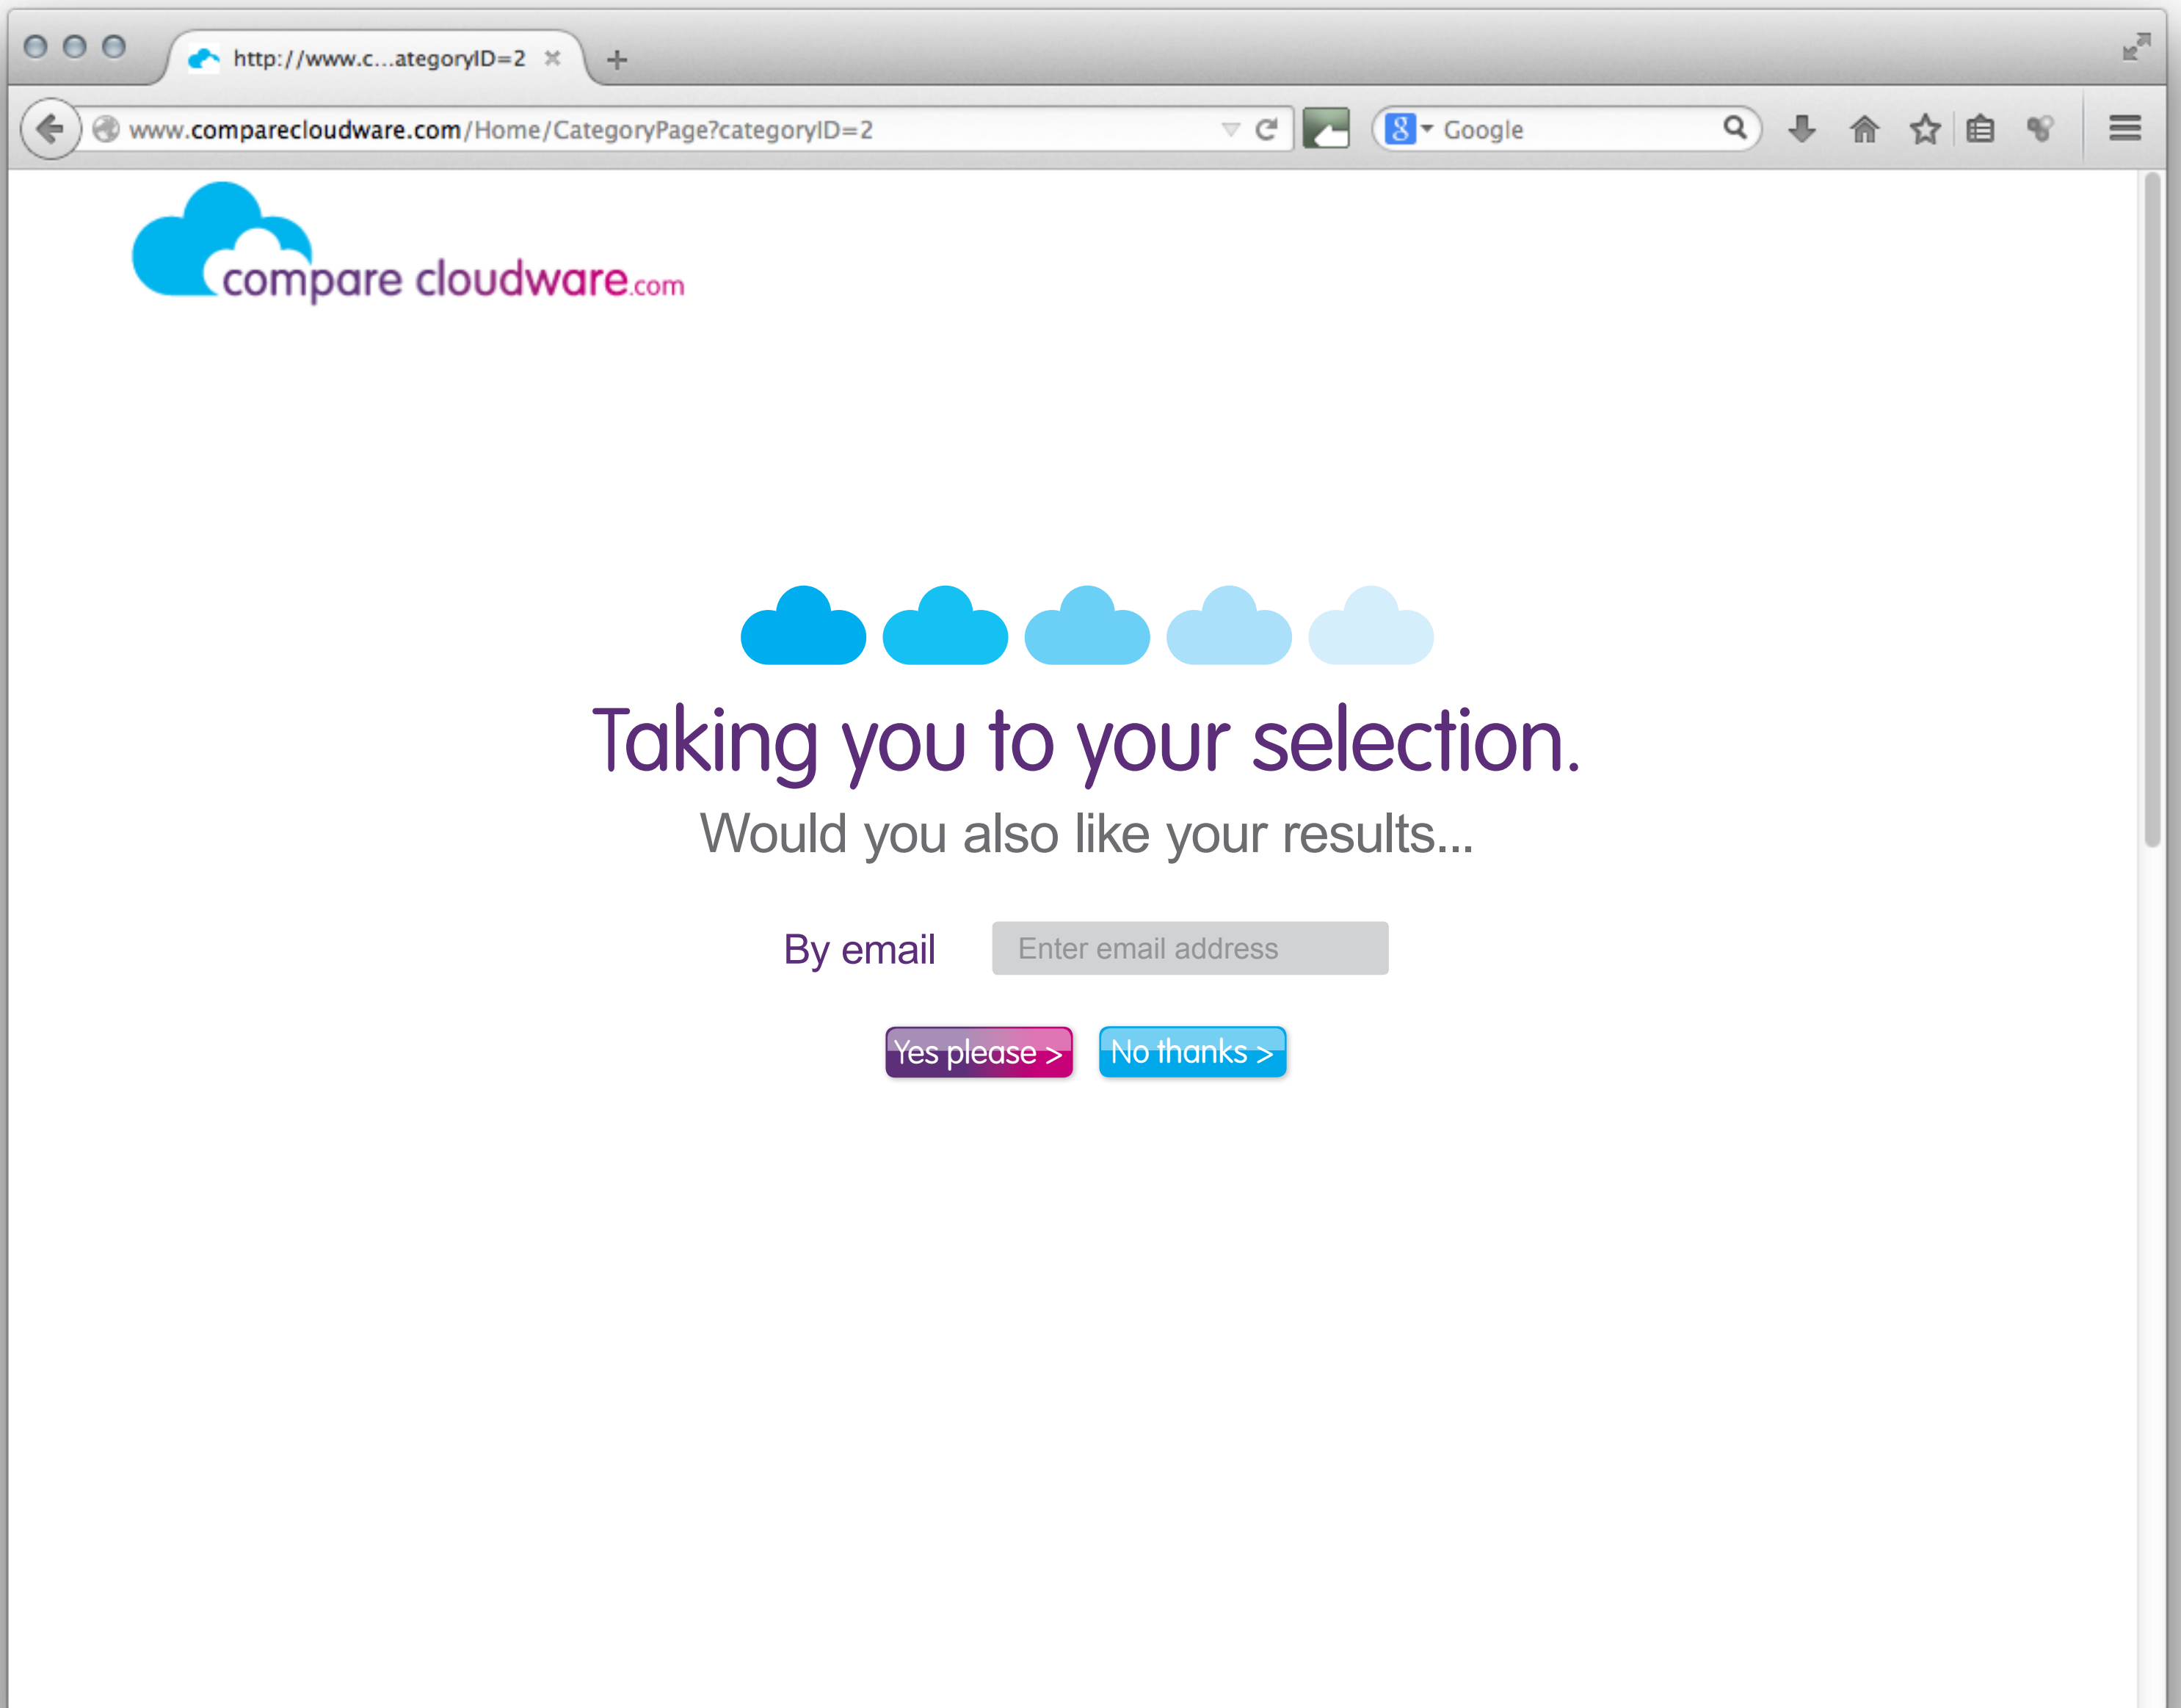 http://www.c...ategoryID=2
www.comparecloudware.com/Home/CategoryPage?categoryID=2
8 Google
compare cloudware.com
Taking you to your selection.
Would you also like your results...
By email Enter email address
Yes please > No thanks >